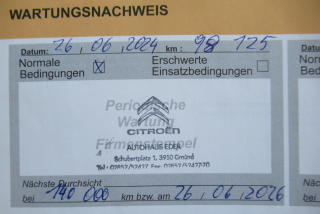 WARTUNGSNACHWEIS
Datum: 26,06,2024 km: 98 125
Normale Bedingungen ☒ Erschwerte Einsatzbedingungen ☐
Periodische
Wartung
Firmenstempel
CITROËN
AUTOHAUS EDER
Schubertplatz 1, 3950 Gmünd
Nächste Durchsicht
bei 140 000 km bzw. am 26,06,2026